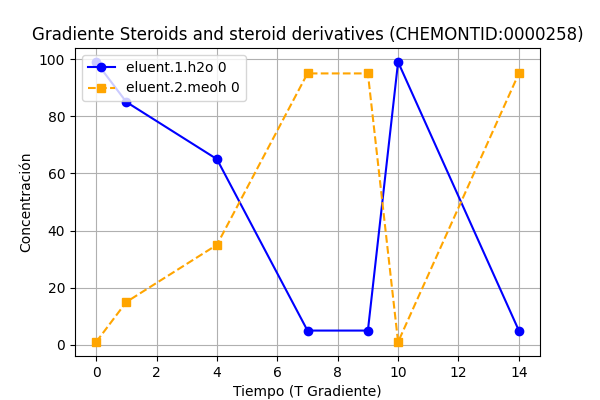 Gradiente Steroids and steroid derivatives (CHEMONTID:0000258)
eluent.1.h2o 0
eluent.2.meoh 0
Concentración
100
80
60
40
20
0
0 2 4 6 8 10 12 14
Tiempo (T Gradiente)